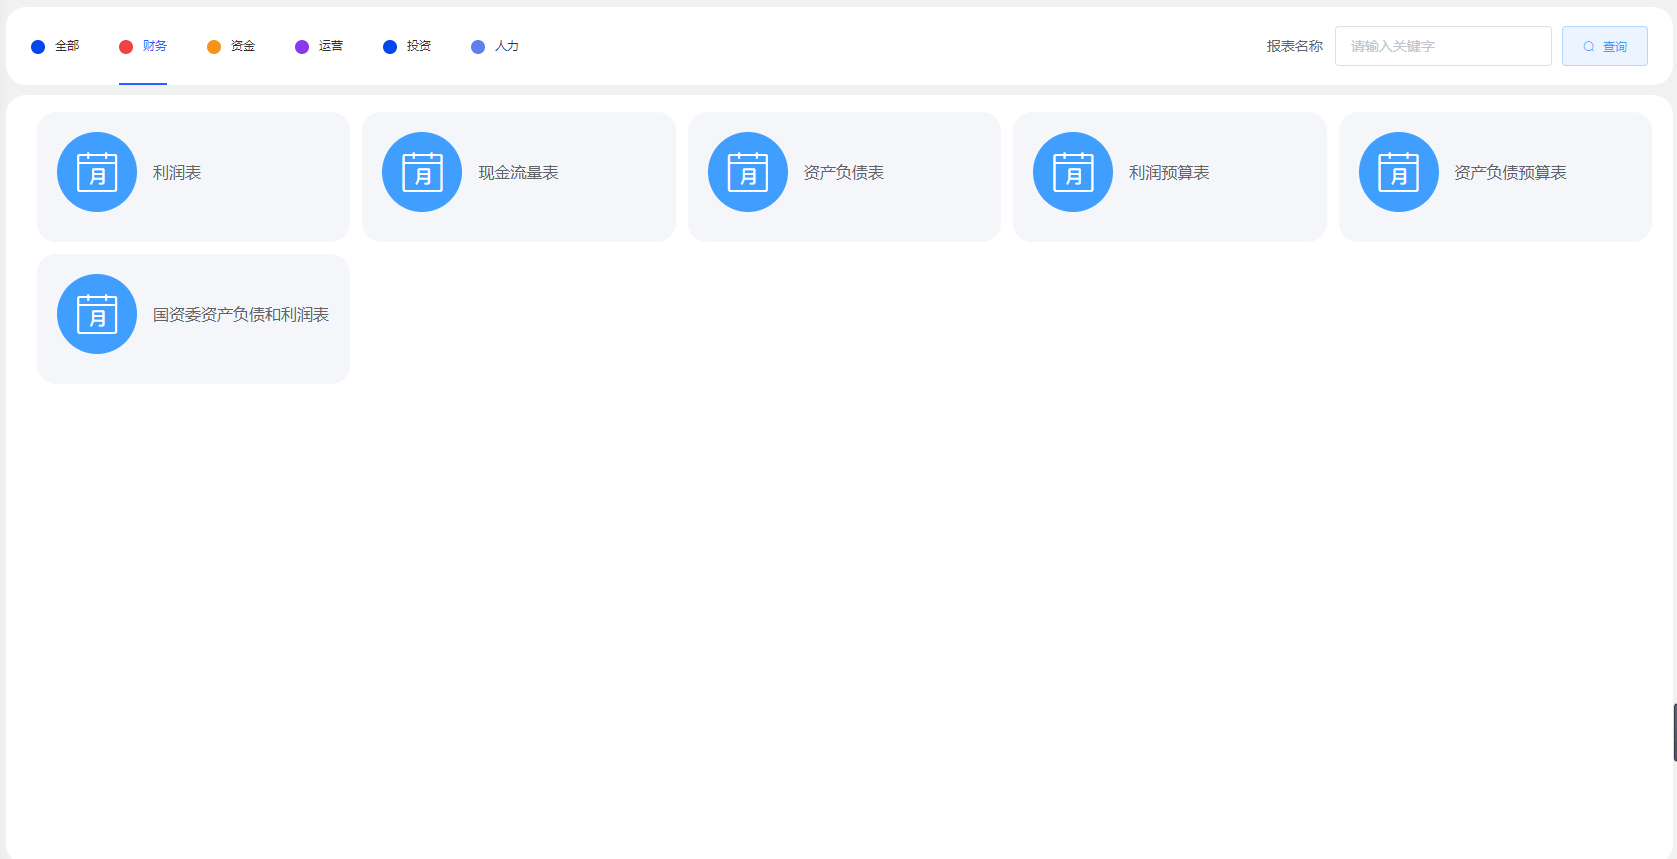 全部 财务 资金 运营 投资 人力 报表名称 请输入关键字 查询
月 利润表 月 现金流量表 月 资产负债表 月 利润预算表 月 资产负债预算表
月 国资委资产负债和利润表